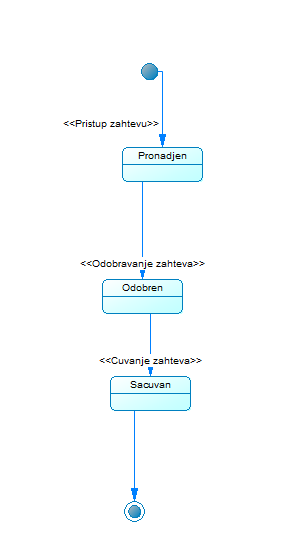 <<Pristup zahtevu>>
Pronadjen
<<Odobravanje zahteva>>
Odobren
<<Cuvanje zahteva>>
Sacuvan